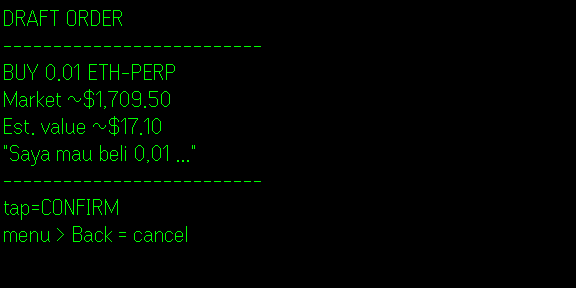 DRAFT ORDER
--------------------------
BUY 0.01 ETH-PERP
Market ~$1,709.50
Est. value ~$17.10
"Saya mau beli 0,01 ..."
--------------------------
tap=CONFIRM
menu > Back = cancel